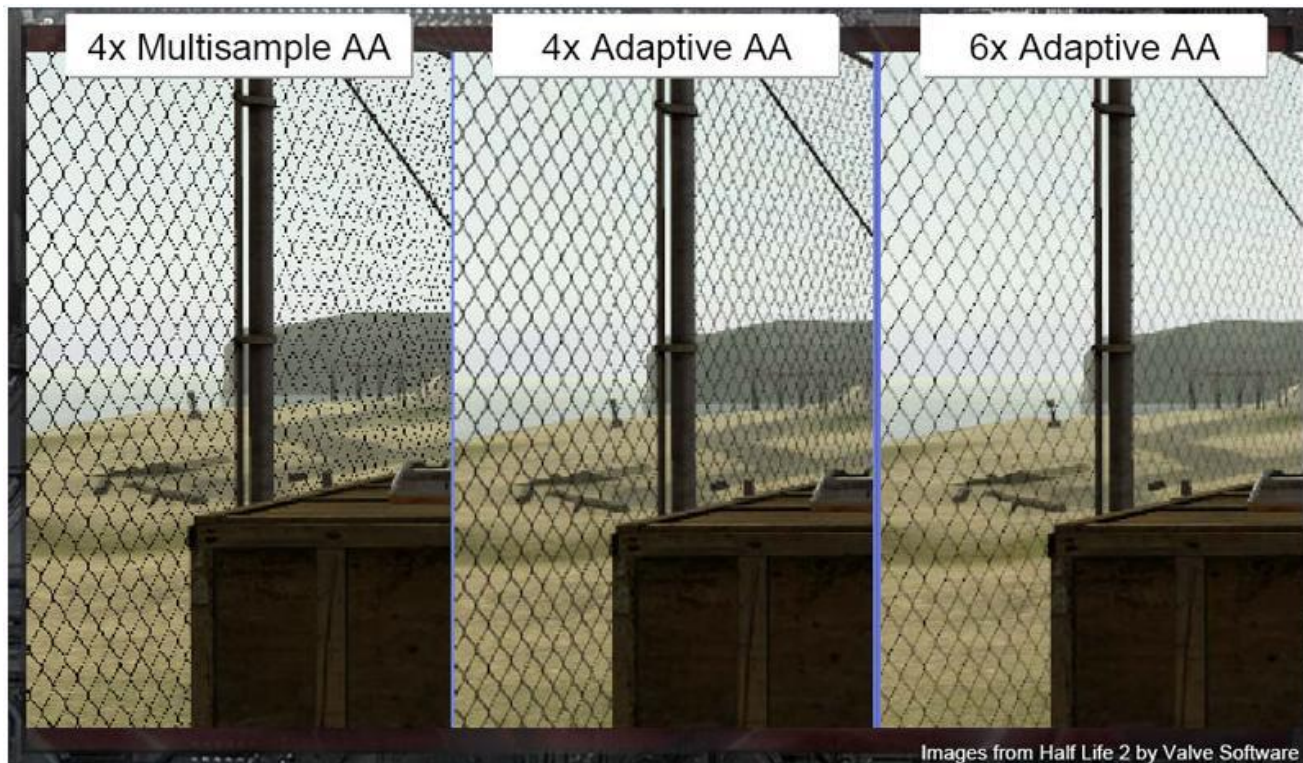 4x Multisample AA
4x Adaptive AA
6x Adaptive AA
Images from Half Life 2 by Valve Software